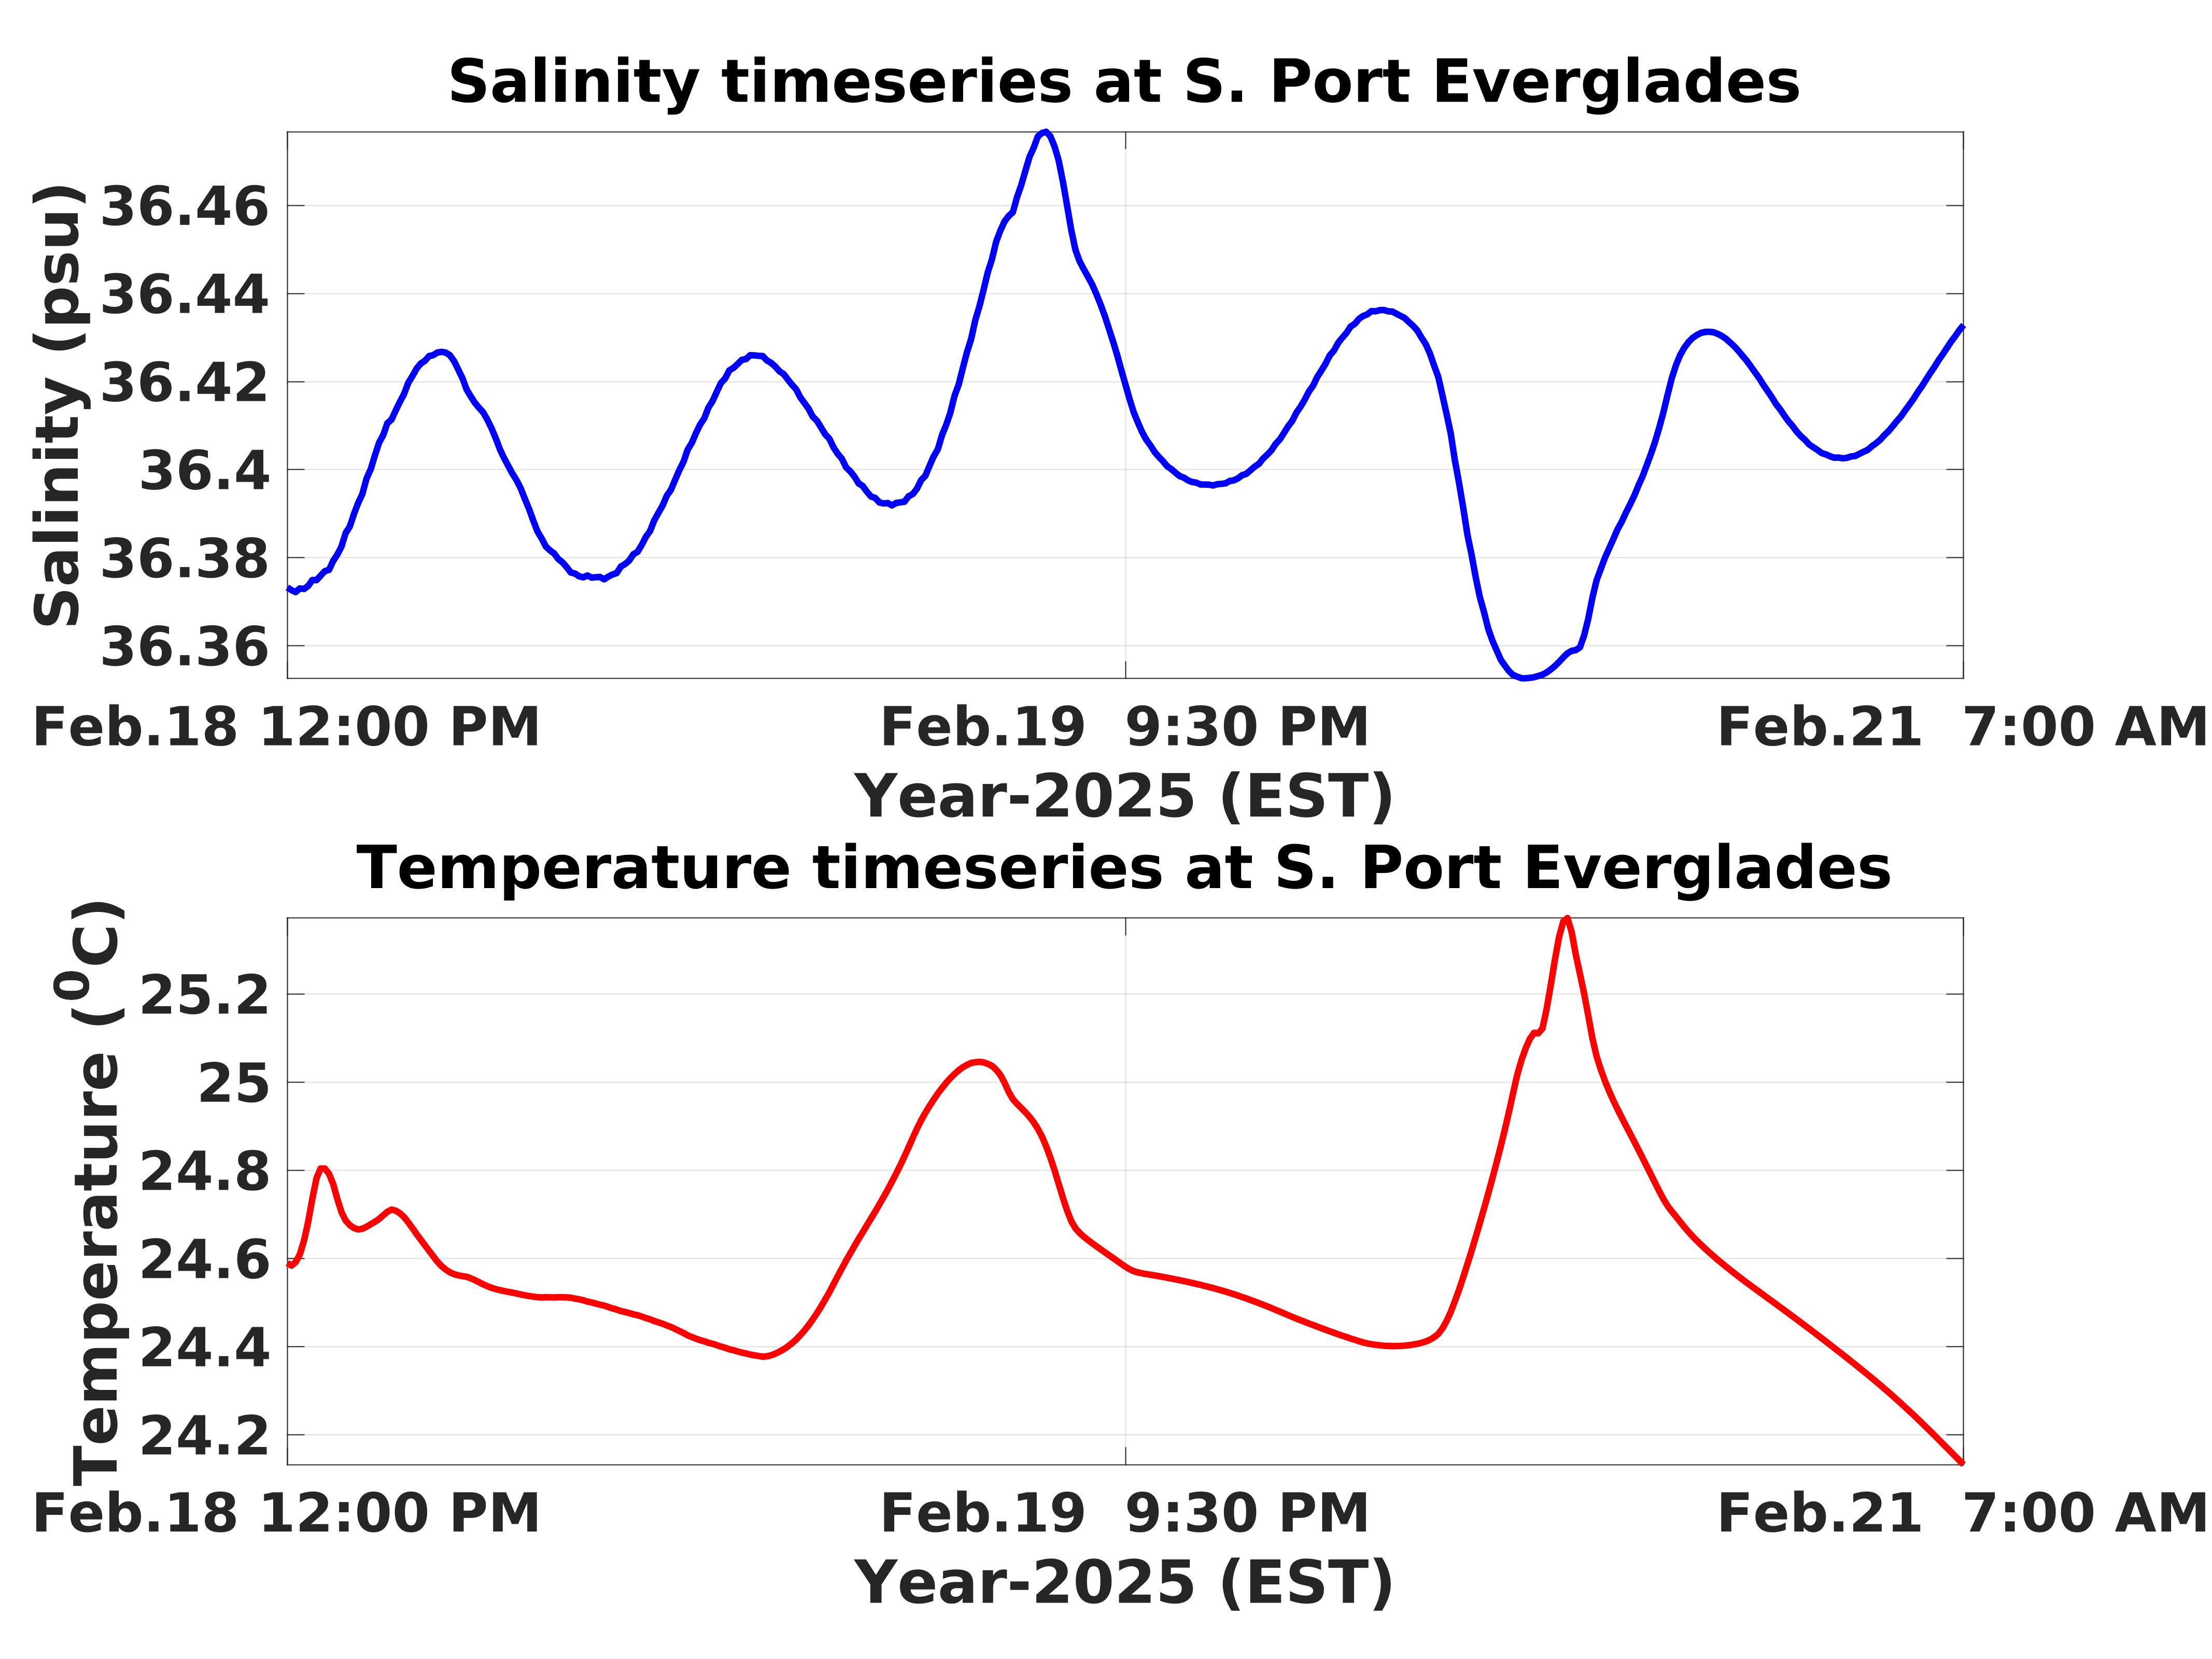 Salinity timeseries at S. Port Everglades
Salinity (psu)
36.46
36.44
36.42
36.4
36.38
36.36
Feb.18 12:00 PM Feb.19  9:30 PM Feb.21  7:00 AM
Year-2025 (EST)
Temperature timeseries at S. Port Everglades
Temperature (⁰C)
25.2
25
24.8
24.6
24.4
24.2
Feb.18 12:00 PM Feb.19  9:30 PM Feb.21  7:00 AM
Year-2025 (EST)